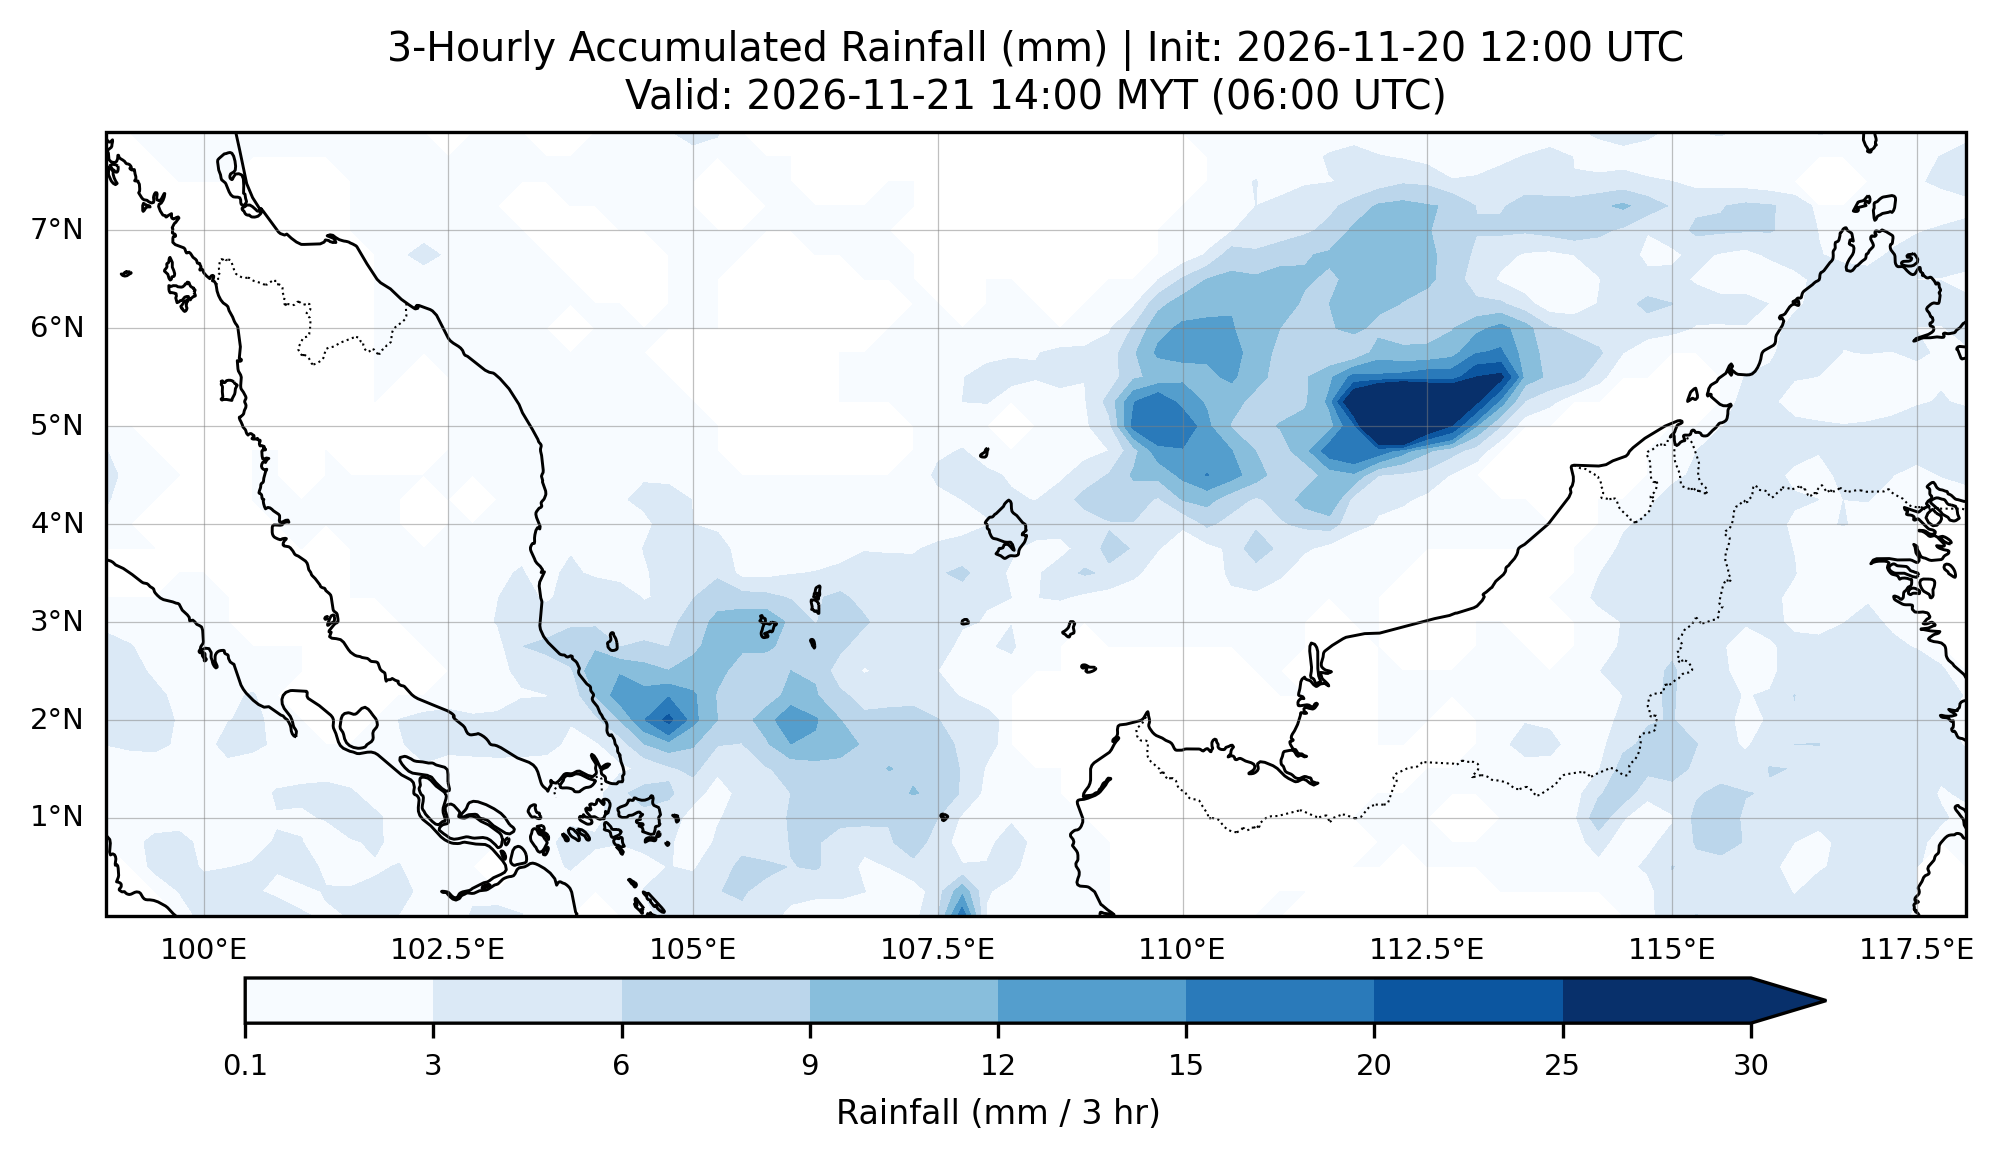 3-Hourly Accumulated Rainfall (mm) | Init: 2026-11-20 12:00 UTC
Valid: 2026-11-21 14:00 MYT (06:00 UTC)
7°N
6°N
5°N
4°N
3°N
2°N
1°N
100°E 102.5°E 105°E 107.5°E 110°E 112.5°E 115°E 117.5°E
0.1 3 6 9 12 15 20 25 30
Rainfall (mm / 3 hr)